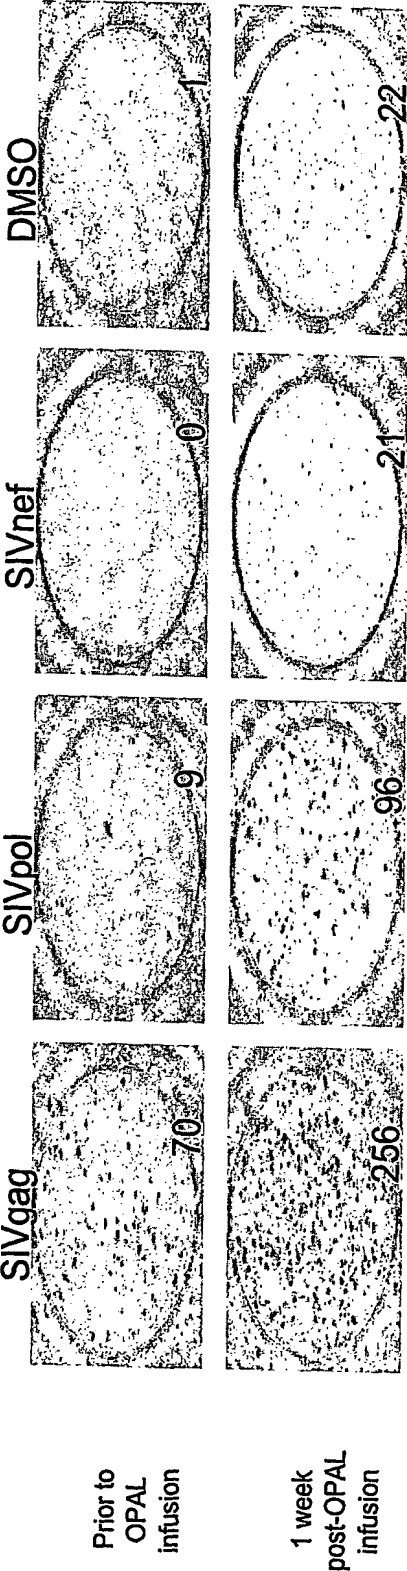 SIVgag SIVpol SIVnef DMSO
Prior to
OPAL
infusion
70 9 0 1
1 week
post-OPAL
infusion
256 96 21 22